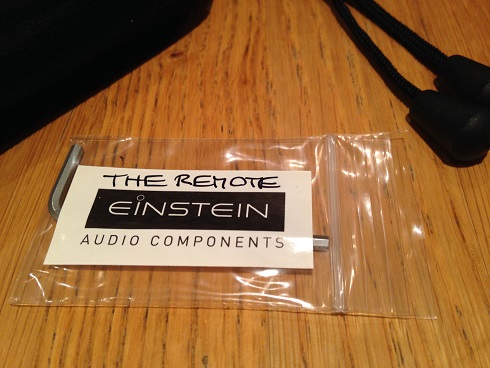 THE REMOTE
EINSTEIN
AUDIO COMPONENTS